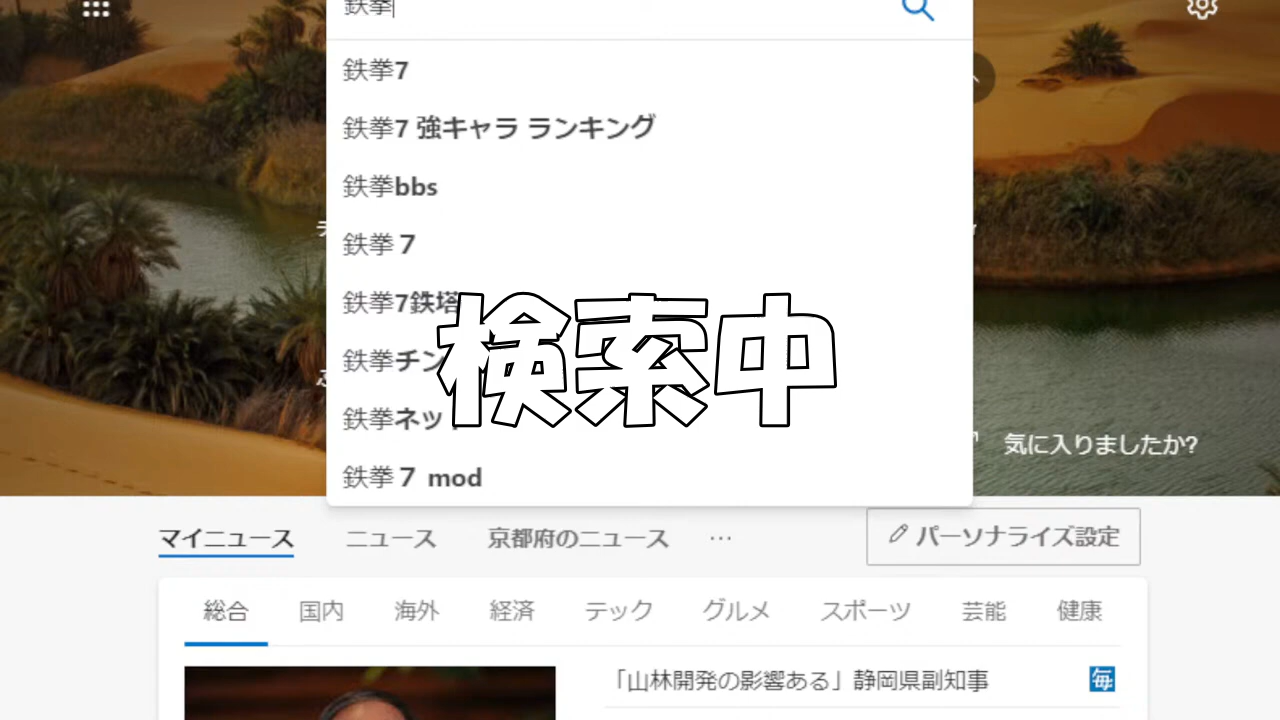 鉄拳
鉄拳7
鉄拳7 強キャラ ランキング
鉄拳bbs
鉄拳７
鉄拳7鉄塔
鉄拳チン
鉄拳ネッ
鉄拳７ mod
検索中
気に入りましたか?
マイニュース ニュース 京都府のニュース … パーソナライズ設定
総合 国内 海外 経済 テック グルメ スポーツ 芸能 健康
「山林開発の影響ある」静岡県副知事 毎